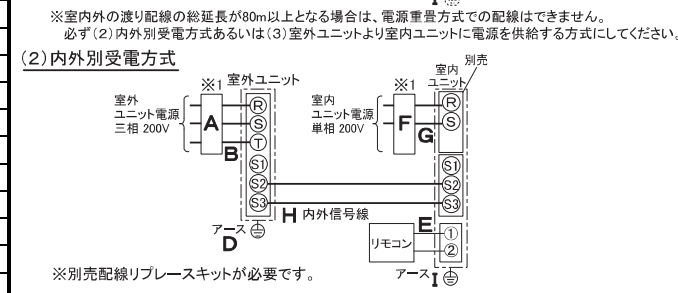 ※室内外の渡り配線の総延長が80m以上となる場合は、電源重畳方式での配線はできません。
必ず(2)内外別受電方式あるいは(3)室外ユニットより室内ユニットに電源を供給する方式にしてください。
(2)内外別受電方式
別売
※1 室外ユニット
※1 室内
ユニット
室外
ユニット電源
三相 200V
A
B
R
S
T
S1
S2
S3
室内
ユニット電源
単相 200V
F
G
R
S
S1
S2
S3
H 内外信号線
アース
D
リモコン
E
1
2
アース I
※別売配線リプレースキットが必要です。